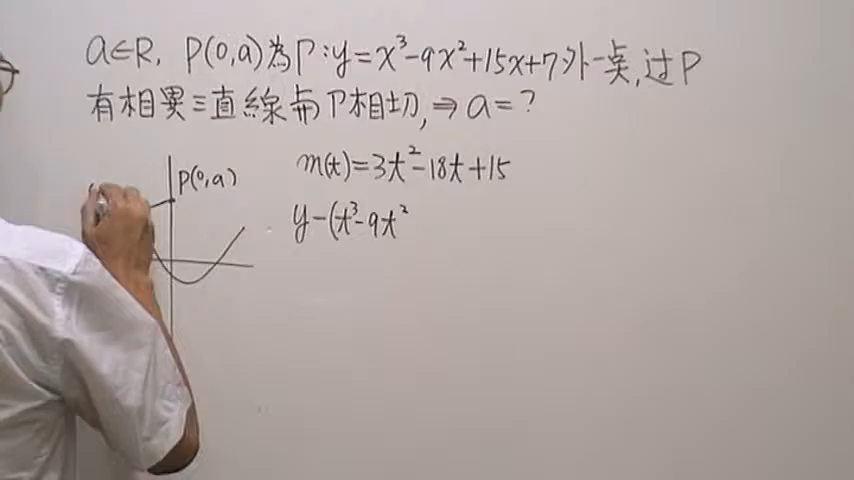 a∈R, P(0,a)為Γ:y=x³-9x²+15x+7外一点,过P
有相異三直線與Γ相切,⇒a=?
P(0,a)
m(t)=3t²-18t+15
y-(t³-9t²